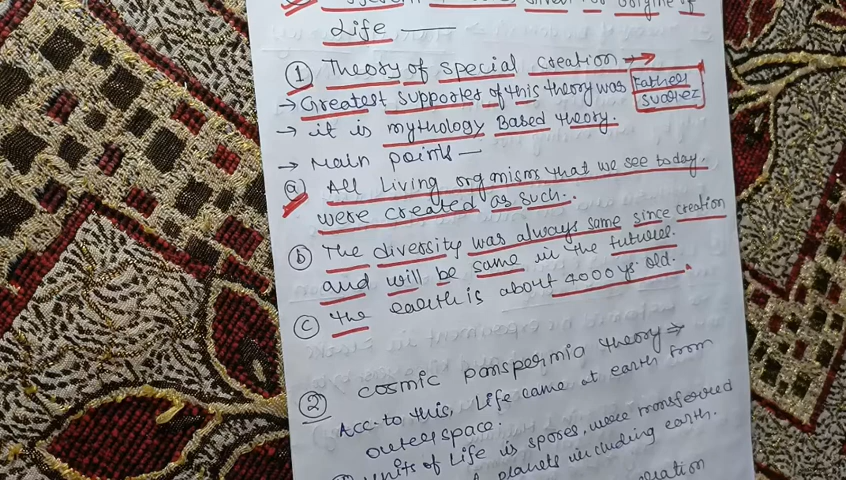 Life —
① Theory of special creation →
→ Greatest supporter of this theory was Father Suarez
→ it is mythology Based theory.
→ Main points —
ⓐ All Living organisms that we see today.
were created as such.
ⓑ The diversity was always same since creation
and will be same in the future.
ⓒ the earth is about 4000 ys. old.
② cosmic panspermia theory ⇒
Acc. to this, Life came at earth from
outer space.
units of Life is spores, were transferred
planets including earth.